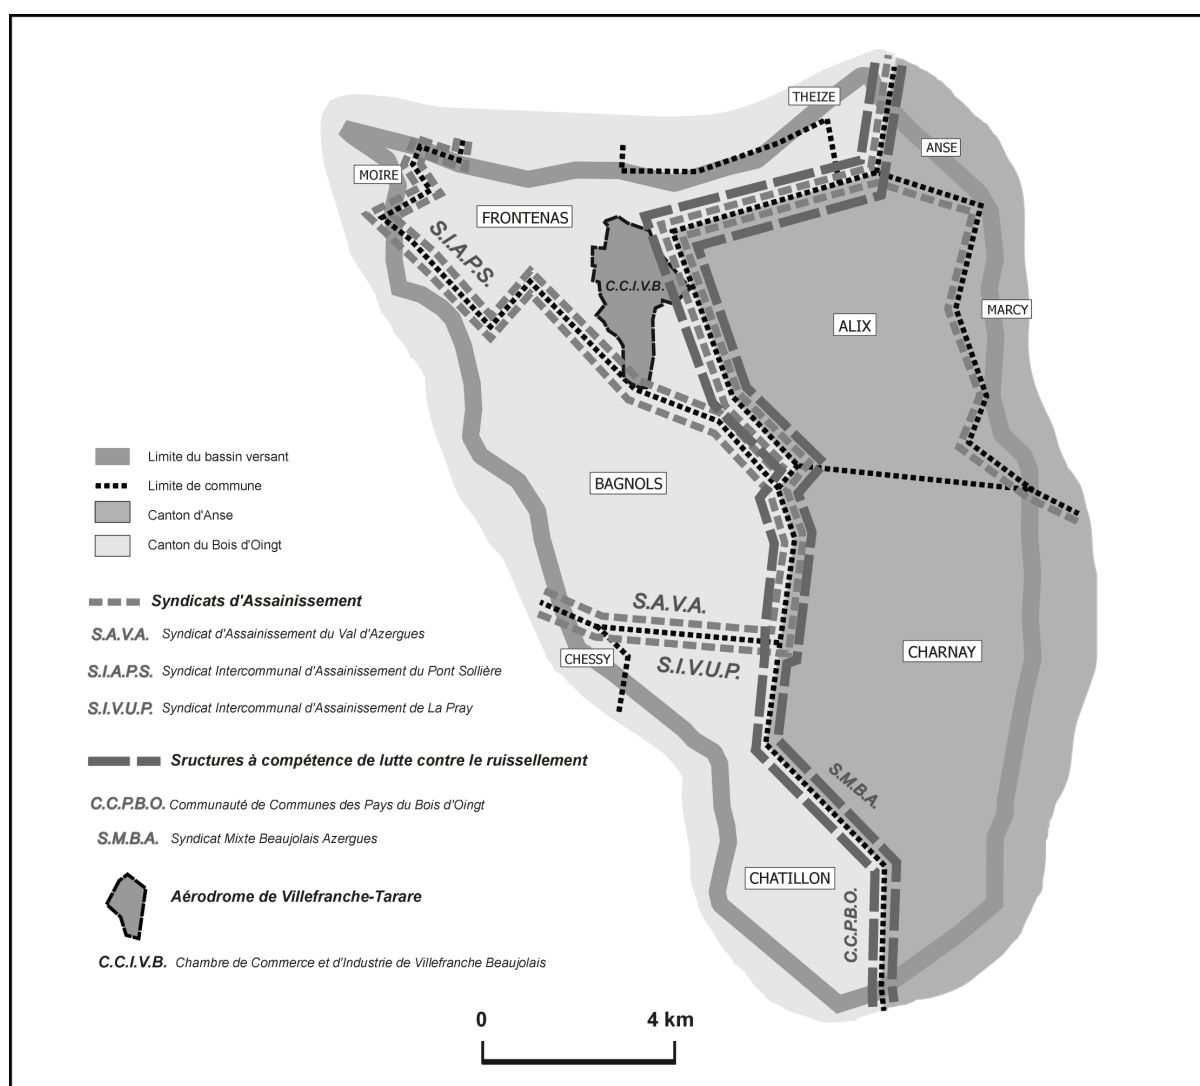 THEIZE
ANSE
MOIRE
FRONTENAS
S.I.A.P.S.
C.C.I.V.B.
ALIX
MARCY
BAGNOLS
S.A.V.A.
CHESSY
S.I.V.U.P.
CHARNAY
S.M.B.A.
CHATILLON
C.C.P.B.O.
Limite du bassin versant
Limite de commune
Canton d'Anse
Canton du Bois d'Oingt
Syndicats d'Assainissement
S.A.V.A. Syndicat d'Assainissement du Val d'Azergues
S.I.A.P.S. Syndicat Intercommunal d'Assainissement du Pont Sollière
S.I.V.U.P. Syndicat Intercommunal d'Assainissement de La Pray
Sructures à compétence de lutte contre le ruissellement
C.C.P.B.O. Communauté de Communes des Pays du Bois d'Oingt
S.M.B.A. Syndicat Mixte Beaujolais Azergues
Aérodrome de Villefranche-Tarare
C.C.I.V.B. Chambre de Commerce et d'Industrie de Villefranche Beaujolais
0 4 km